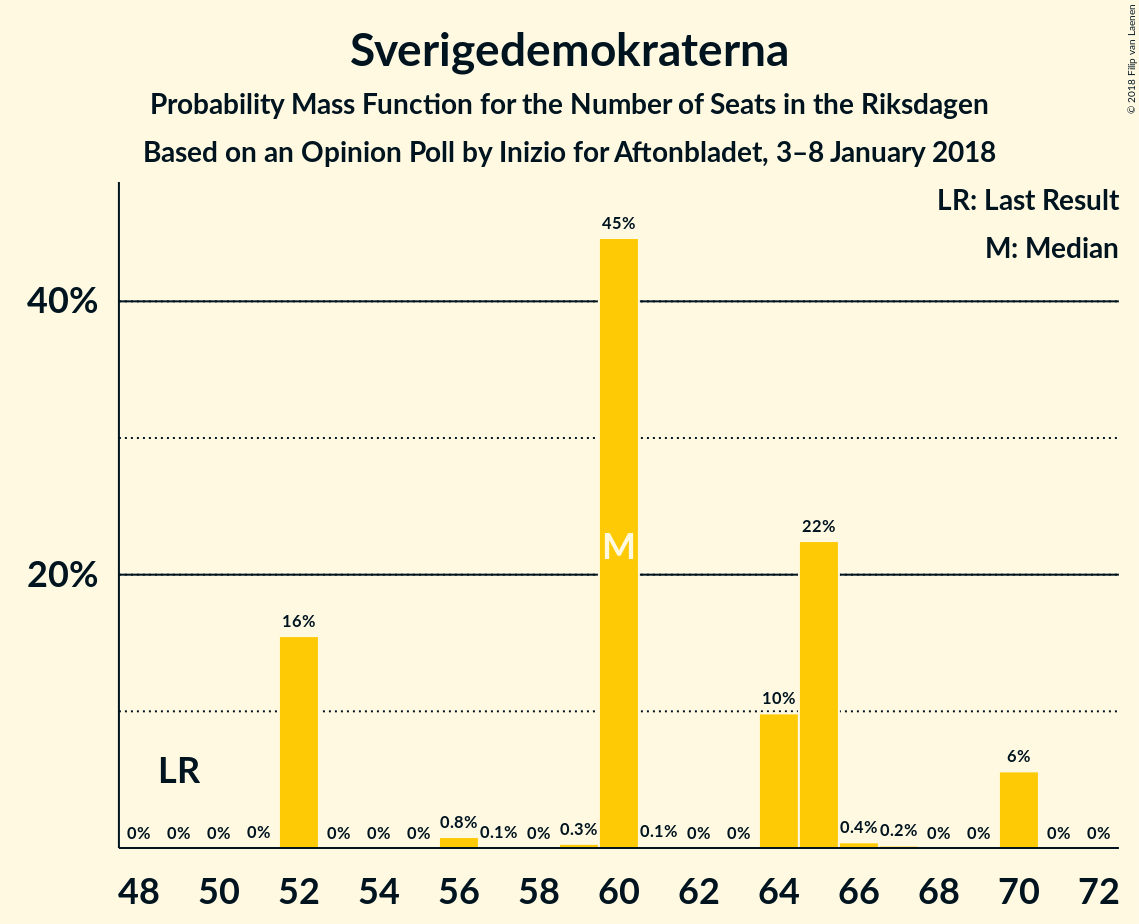 Sverigedemokraterna
Probability Mass Function for the Number of Seats in the Riksdagen
Based on an Opinion Poll by Inizio for Aftonbladet, 3–8 January 2018
© 2018 Filip van Laenen
LR: Last Result
M: Median
45%
40%
M
22%
20%
16%
10%
LR
6%
0% 0% 0% 0% 0% 0% 0% 0.8% 0.1% 0% 0.3% 0.1% 0% 0% 0.4% 0.2% 0% 0% 0% 0%
48 50 52 54 56 58 60 62 64 66 68 70 72